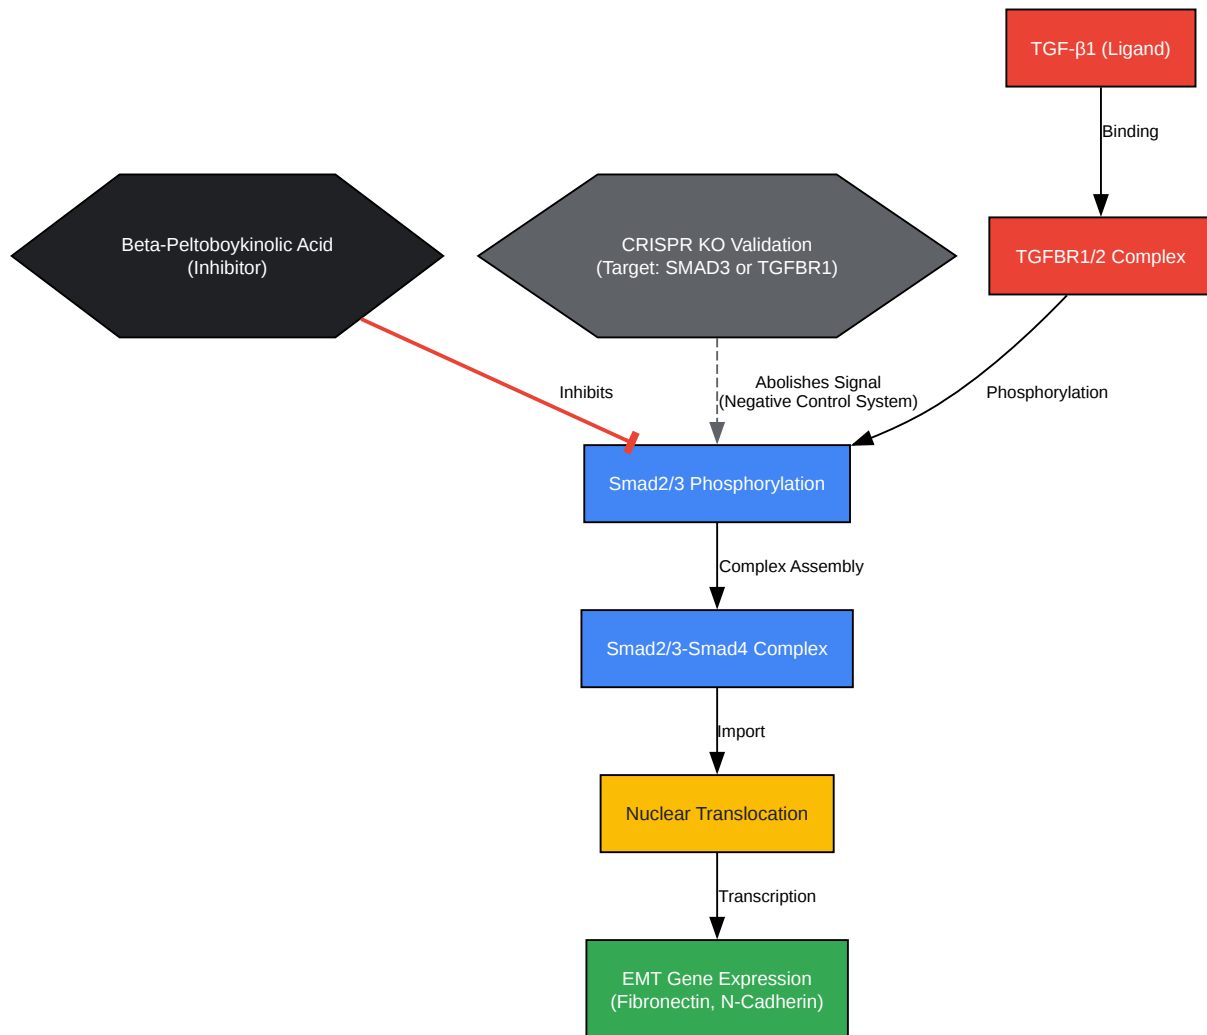 TGF-β1 (Ligand)
Binding
Beta-Peltoboykinolic Acid
(Inhibitor)
CRISPR KO Validation
(Target: SMAD3 or TGFBR1)
TGFBR1/2 Complex
Inhibits
Abolishes Signal
(Negative Control System)
Phosphorylation
Smad2/3 Phosphorylation
Complex Assembly
Smad2/3-Smad4 Complex
Import
Nuclear Translocation
Transcription
EMT Gene Expression
(Fibronectin, N-Cadherin)